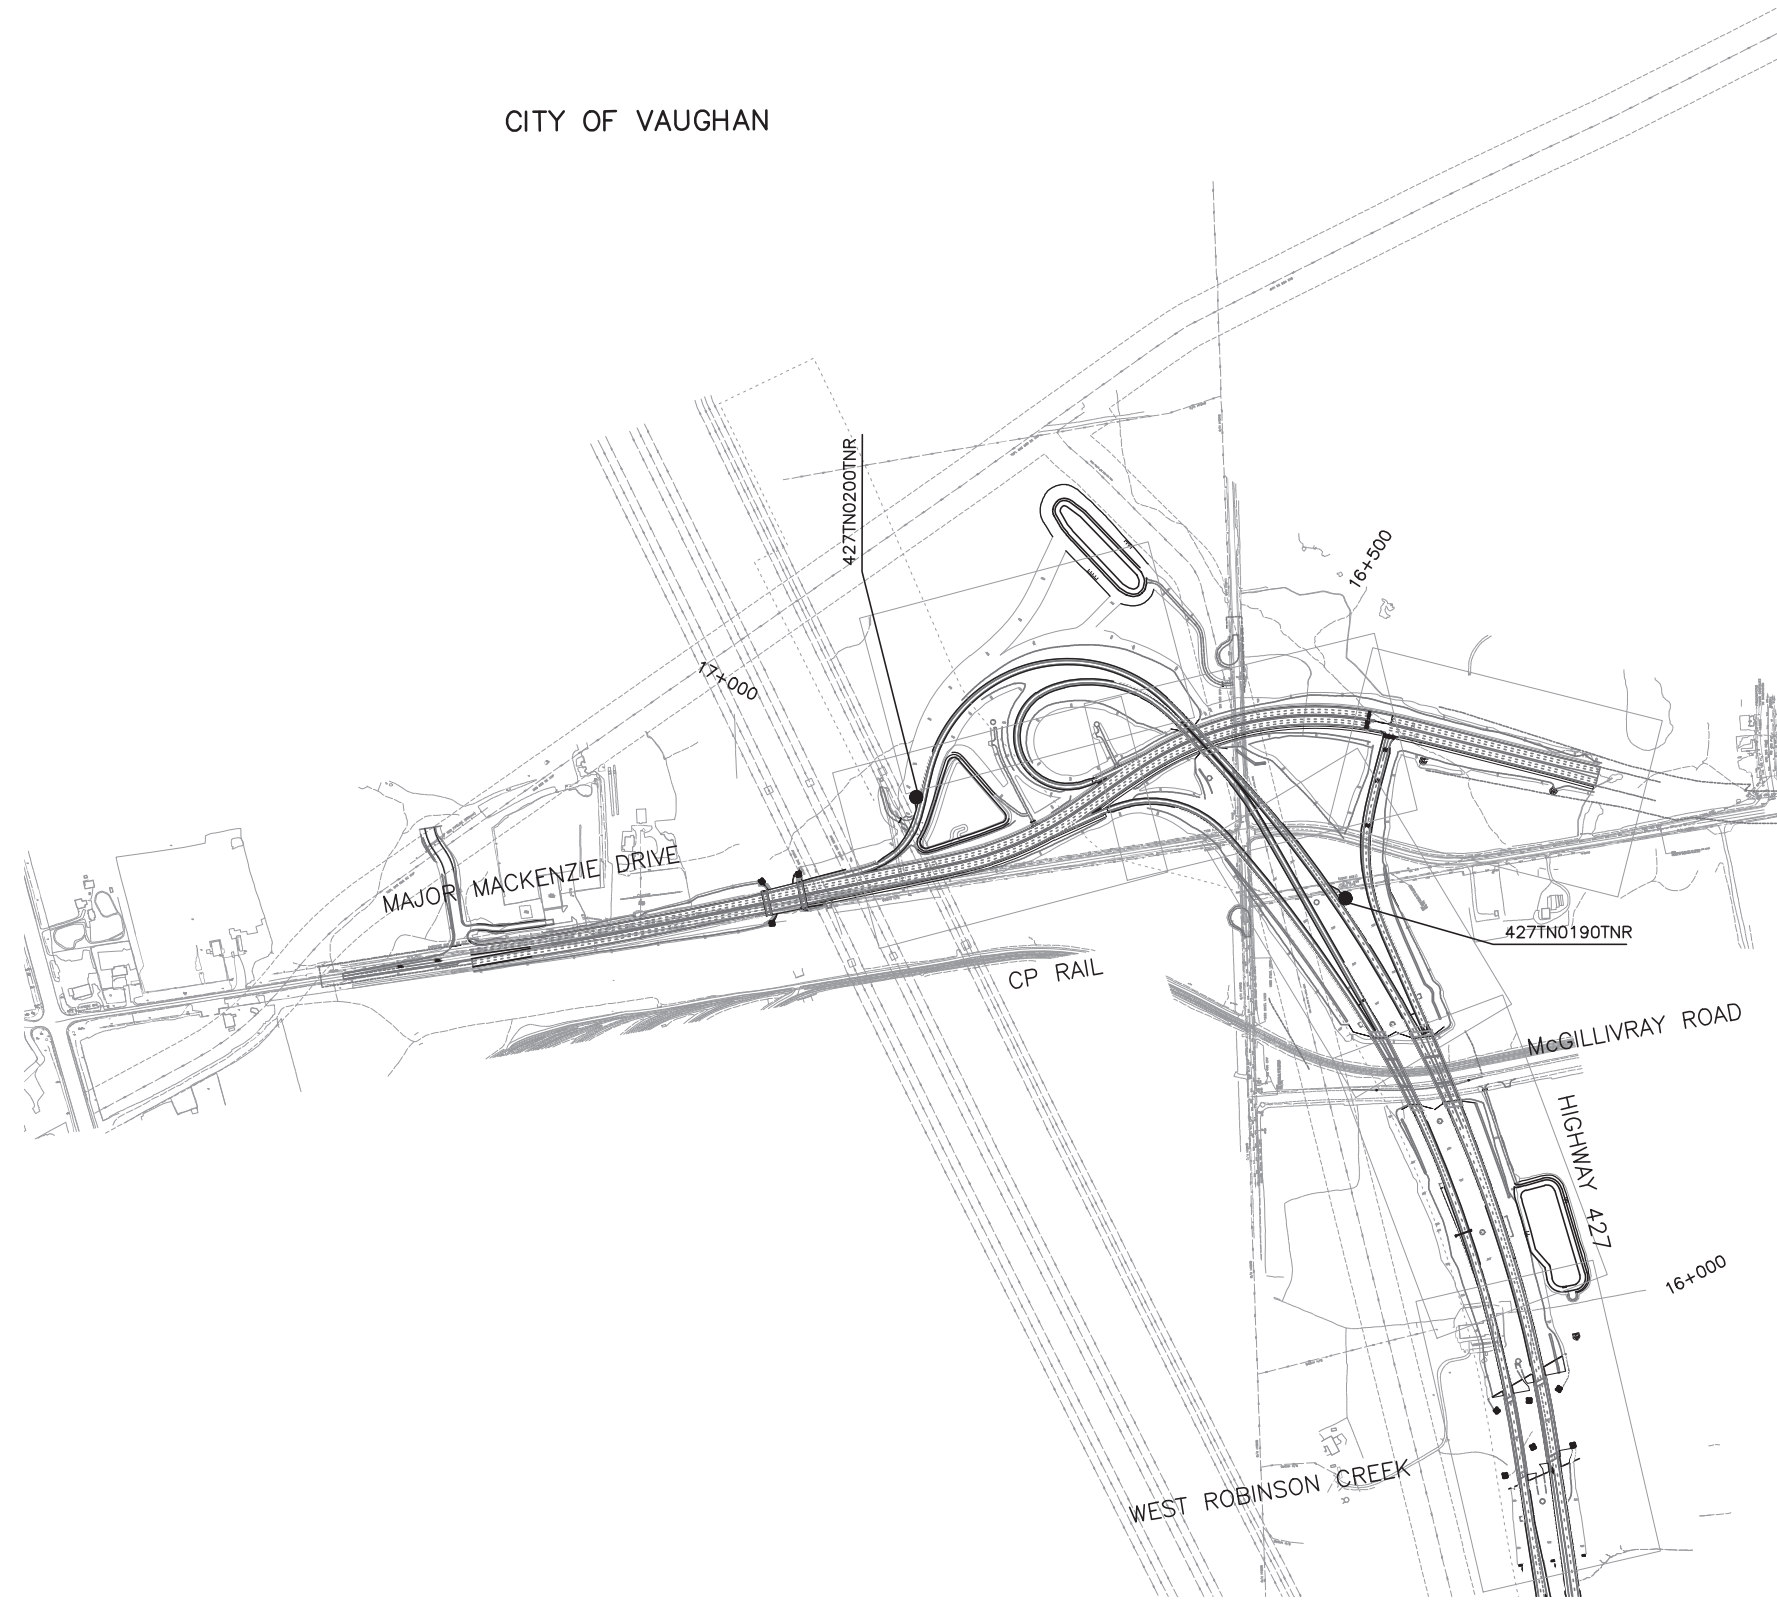 CITY OF VAUGHAN
427TN0200TNR
16+500
17+000
MAJOR MACKENZIE DRIVE
427TN0190TNR
CP RAIL
McGILLIVRAY ROAD
HIGHWAY 427
16+000
WEST ROBINSON CREEK